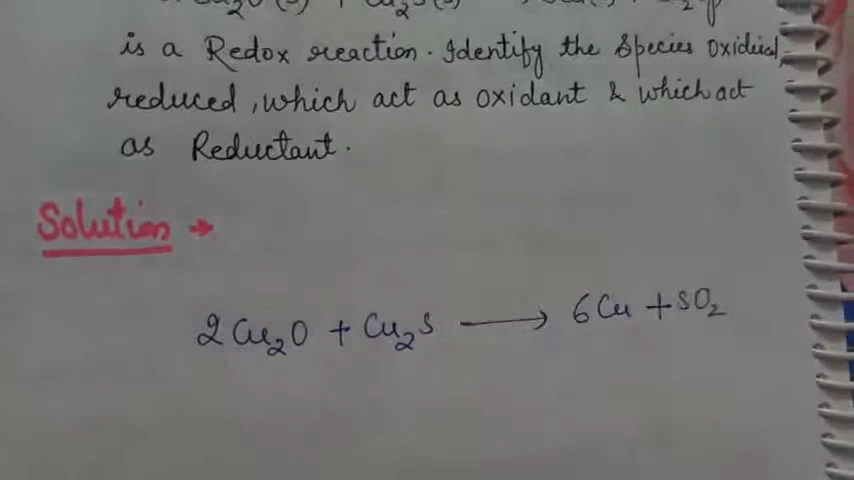 is a Redox reaction. Identify the Species oxidised,
reduced, which act as oxidant & which act
as Reductant.
Solution →
2Cu₂O + Cu₂S ⟶ 6Cu + SO₂